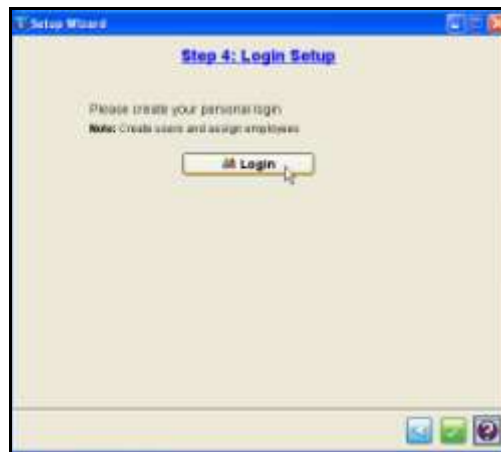 Setup Wizard
Step 4: Login Setup
Please create your personal login
Note: Create users and assign employees
Login